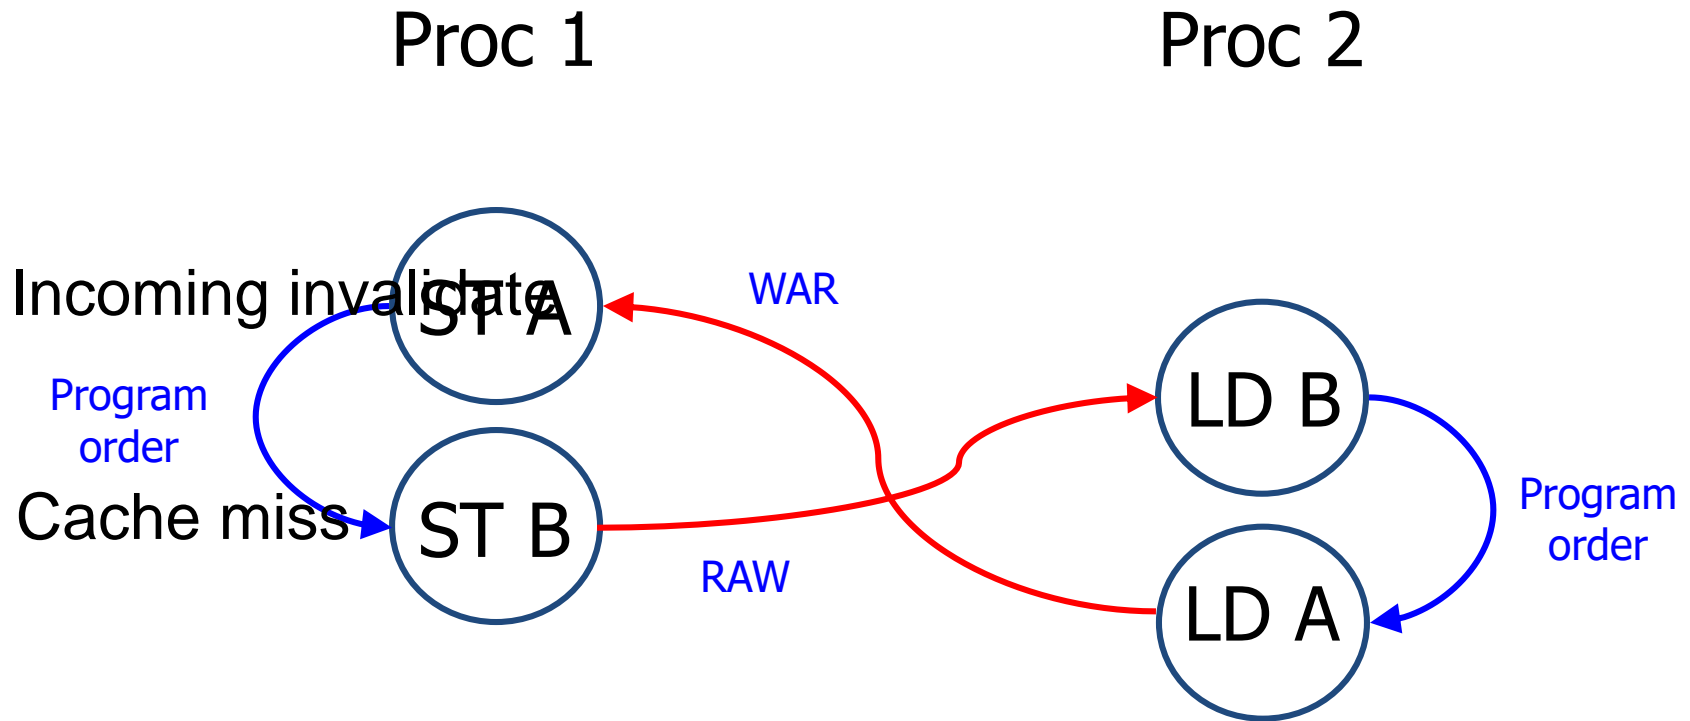 Proc 1
Proc 2
Incoming invalidate
ST A
WAR
Program
order
LD B
Cache miss
ST B
RAW
Program
order
LD A